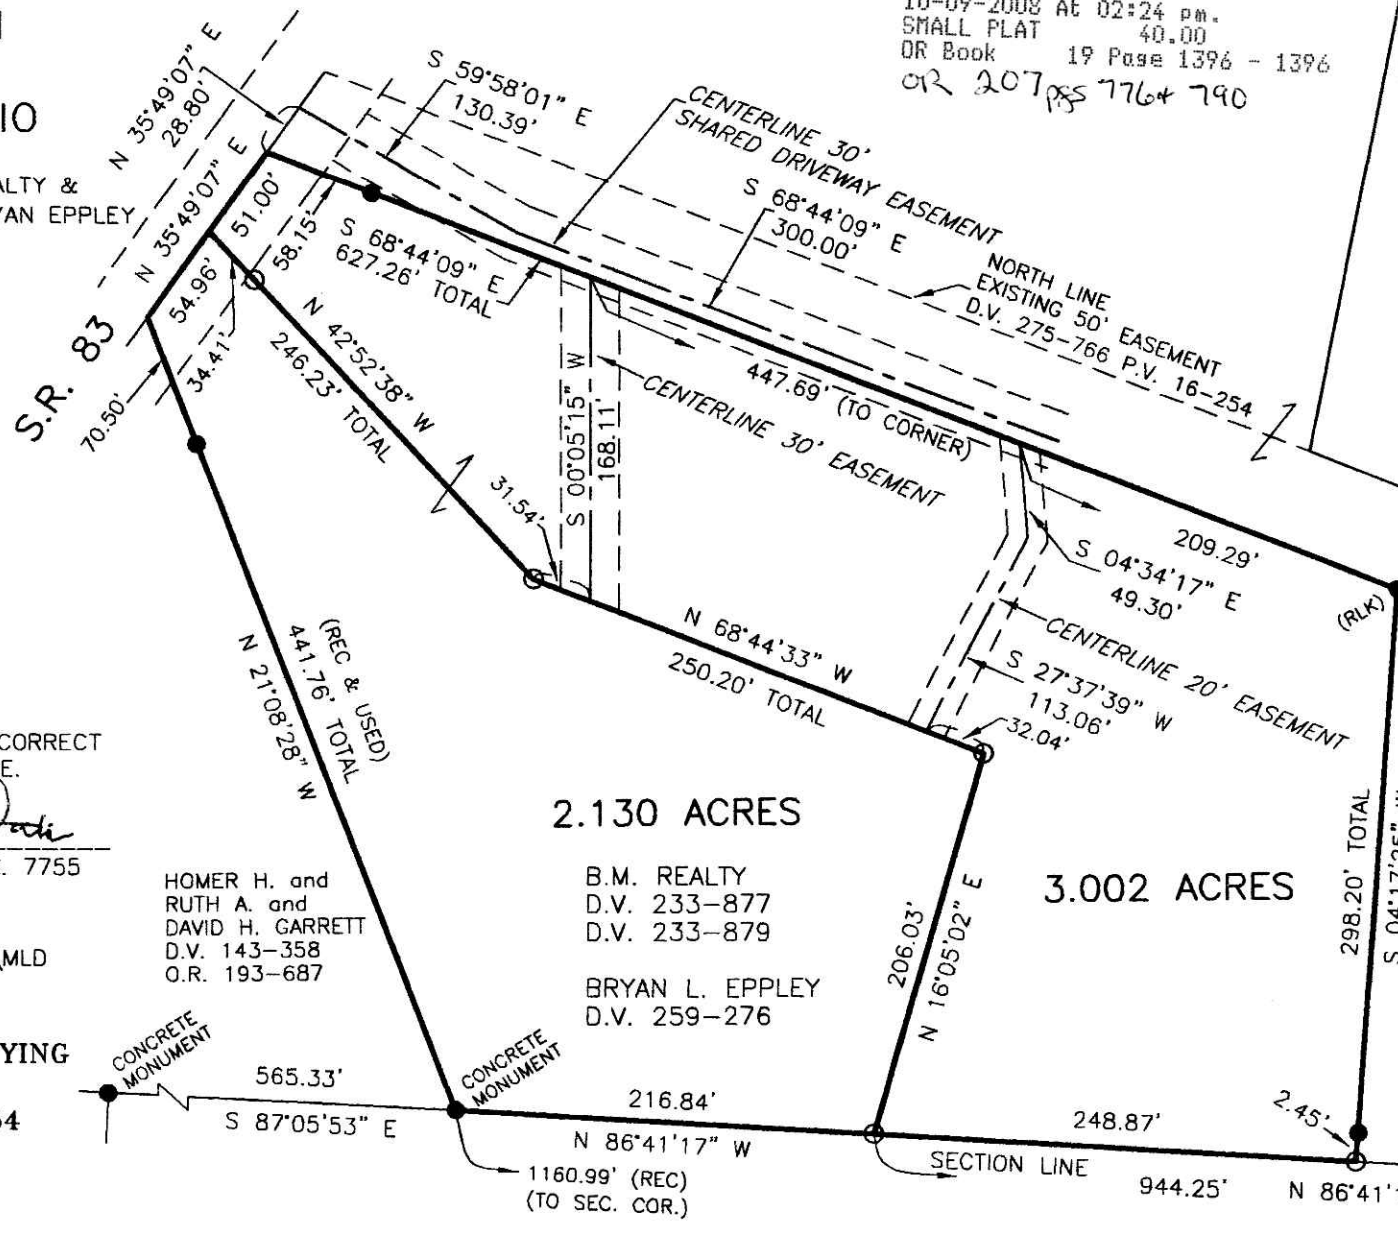 10-09-2008 At 02:24 pm.
SMALL PLAT 40.00
OR Book 19 Page 1396 - 1396
OR 207 pgs 776+ 790
IO
ALTY &
YAN EPPLEY
N 35°49'07" E
28.80'
N 35°49'07" E
51.00'
54.96'
58.15'
34.41'
70.50'
S.R. 83
S 59°58'01" E
130.39'
CENTERLINE 30'
SHARED DRIVEWAY EASEMENT
S 68°44'09" E
300.00'
NORTH LINE
EXISTING 50' EASEMENT
D.V. 275-766 P.V. 16-254
S 68°44'09" E
627.26' TOTAL
N 42°52'38" W
246.23' TOTAL
447.69' (TO CORNER)
S 00°05'15" W
168.11'
CENTERLINE 30' EASEMENT
31.54'
209.29'
(RLK)
S 04°34'17" E
49.30'
CENTERLINE 20' EASEMENT
S 27°37'39" W
113.06'
32.04'
N 68°44'33" W
250.20' TOTAL
(REC & USED)
441.76' TOTAL
N 21°08'28" W
CORRECT
E.
7755
2.130 ACRES
B.M. REALTY
D.V. 233-877
D.V. 233-879
BRYAN L. EPPLEY
D.V. 259-276
3.002 ACRES
298.20' TOTAL
S 04°17'25" W
206.03'
N 16°05'02" E
HOMER H. and
RUTH A. and
DAVID H. GARRETT
D.V. 143-358
O.R. 193-687
MLD
YING
CONCRETE
MONUMENT
565.33'
S 87°05'53" E
CONCRETE
MONUMENT
216.84'
N 86°41'17" W
1160.99' (REC)
(TO SEC. COR.)
248.87'
2.45'
SECTION LINE
944.25'
N 86°41'1